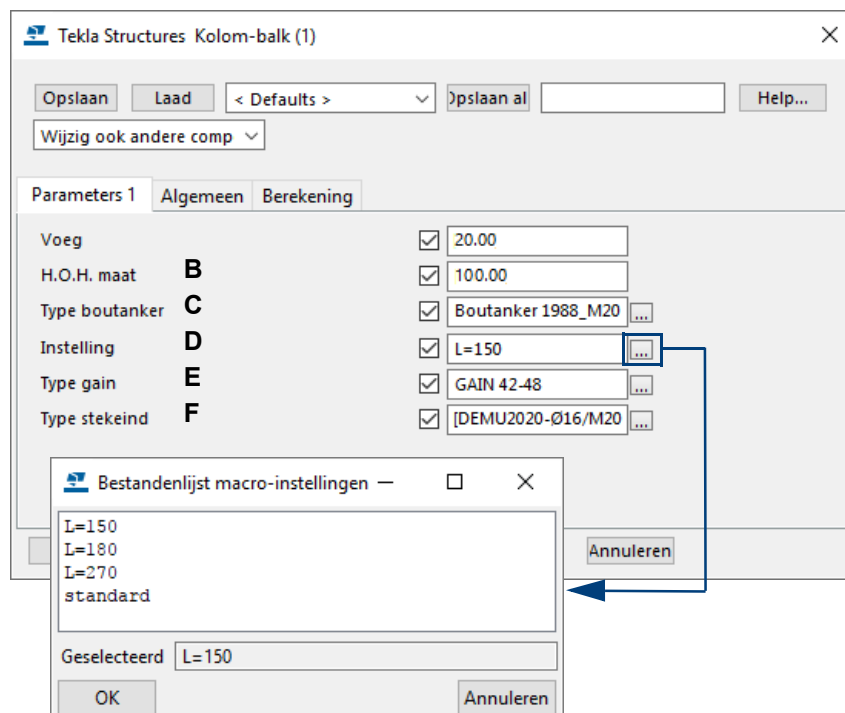 Tekla Structures Kolom-balk (1)
Opslaan Laad < Defaults > Opslaan al Help...
Wijzig ook andere comp
Parameters 1 Algemeen Berekening
Voeg 20.00
H.O.H. maat B 100.00
Type boutanker C Boutanker 1988_M20 ...
Instelling D L=150 ...
Type gain E GAIN 42-48 ...
Type stekeind F [DEMU2020-Ø16/M20 ...
Bestandenlijst macro-instellingen
L=150
L=180
L=270
standard
Annuleren
Geselecteerd L=150
OK Annuleren